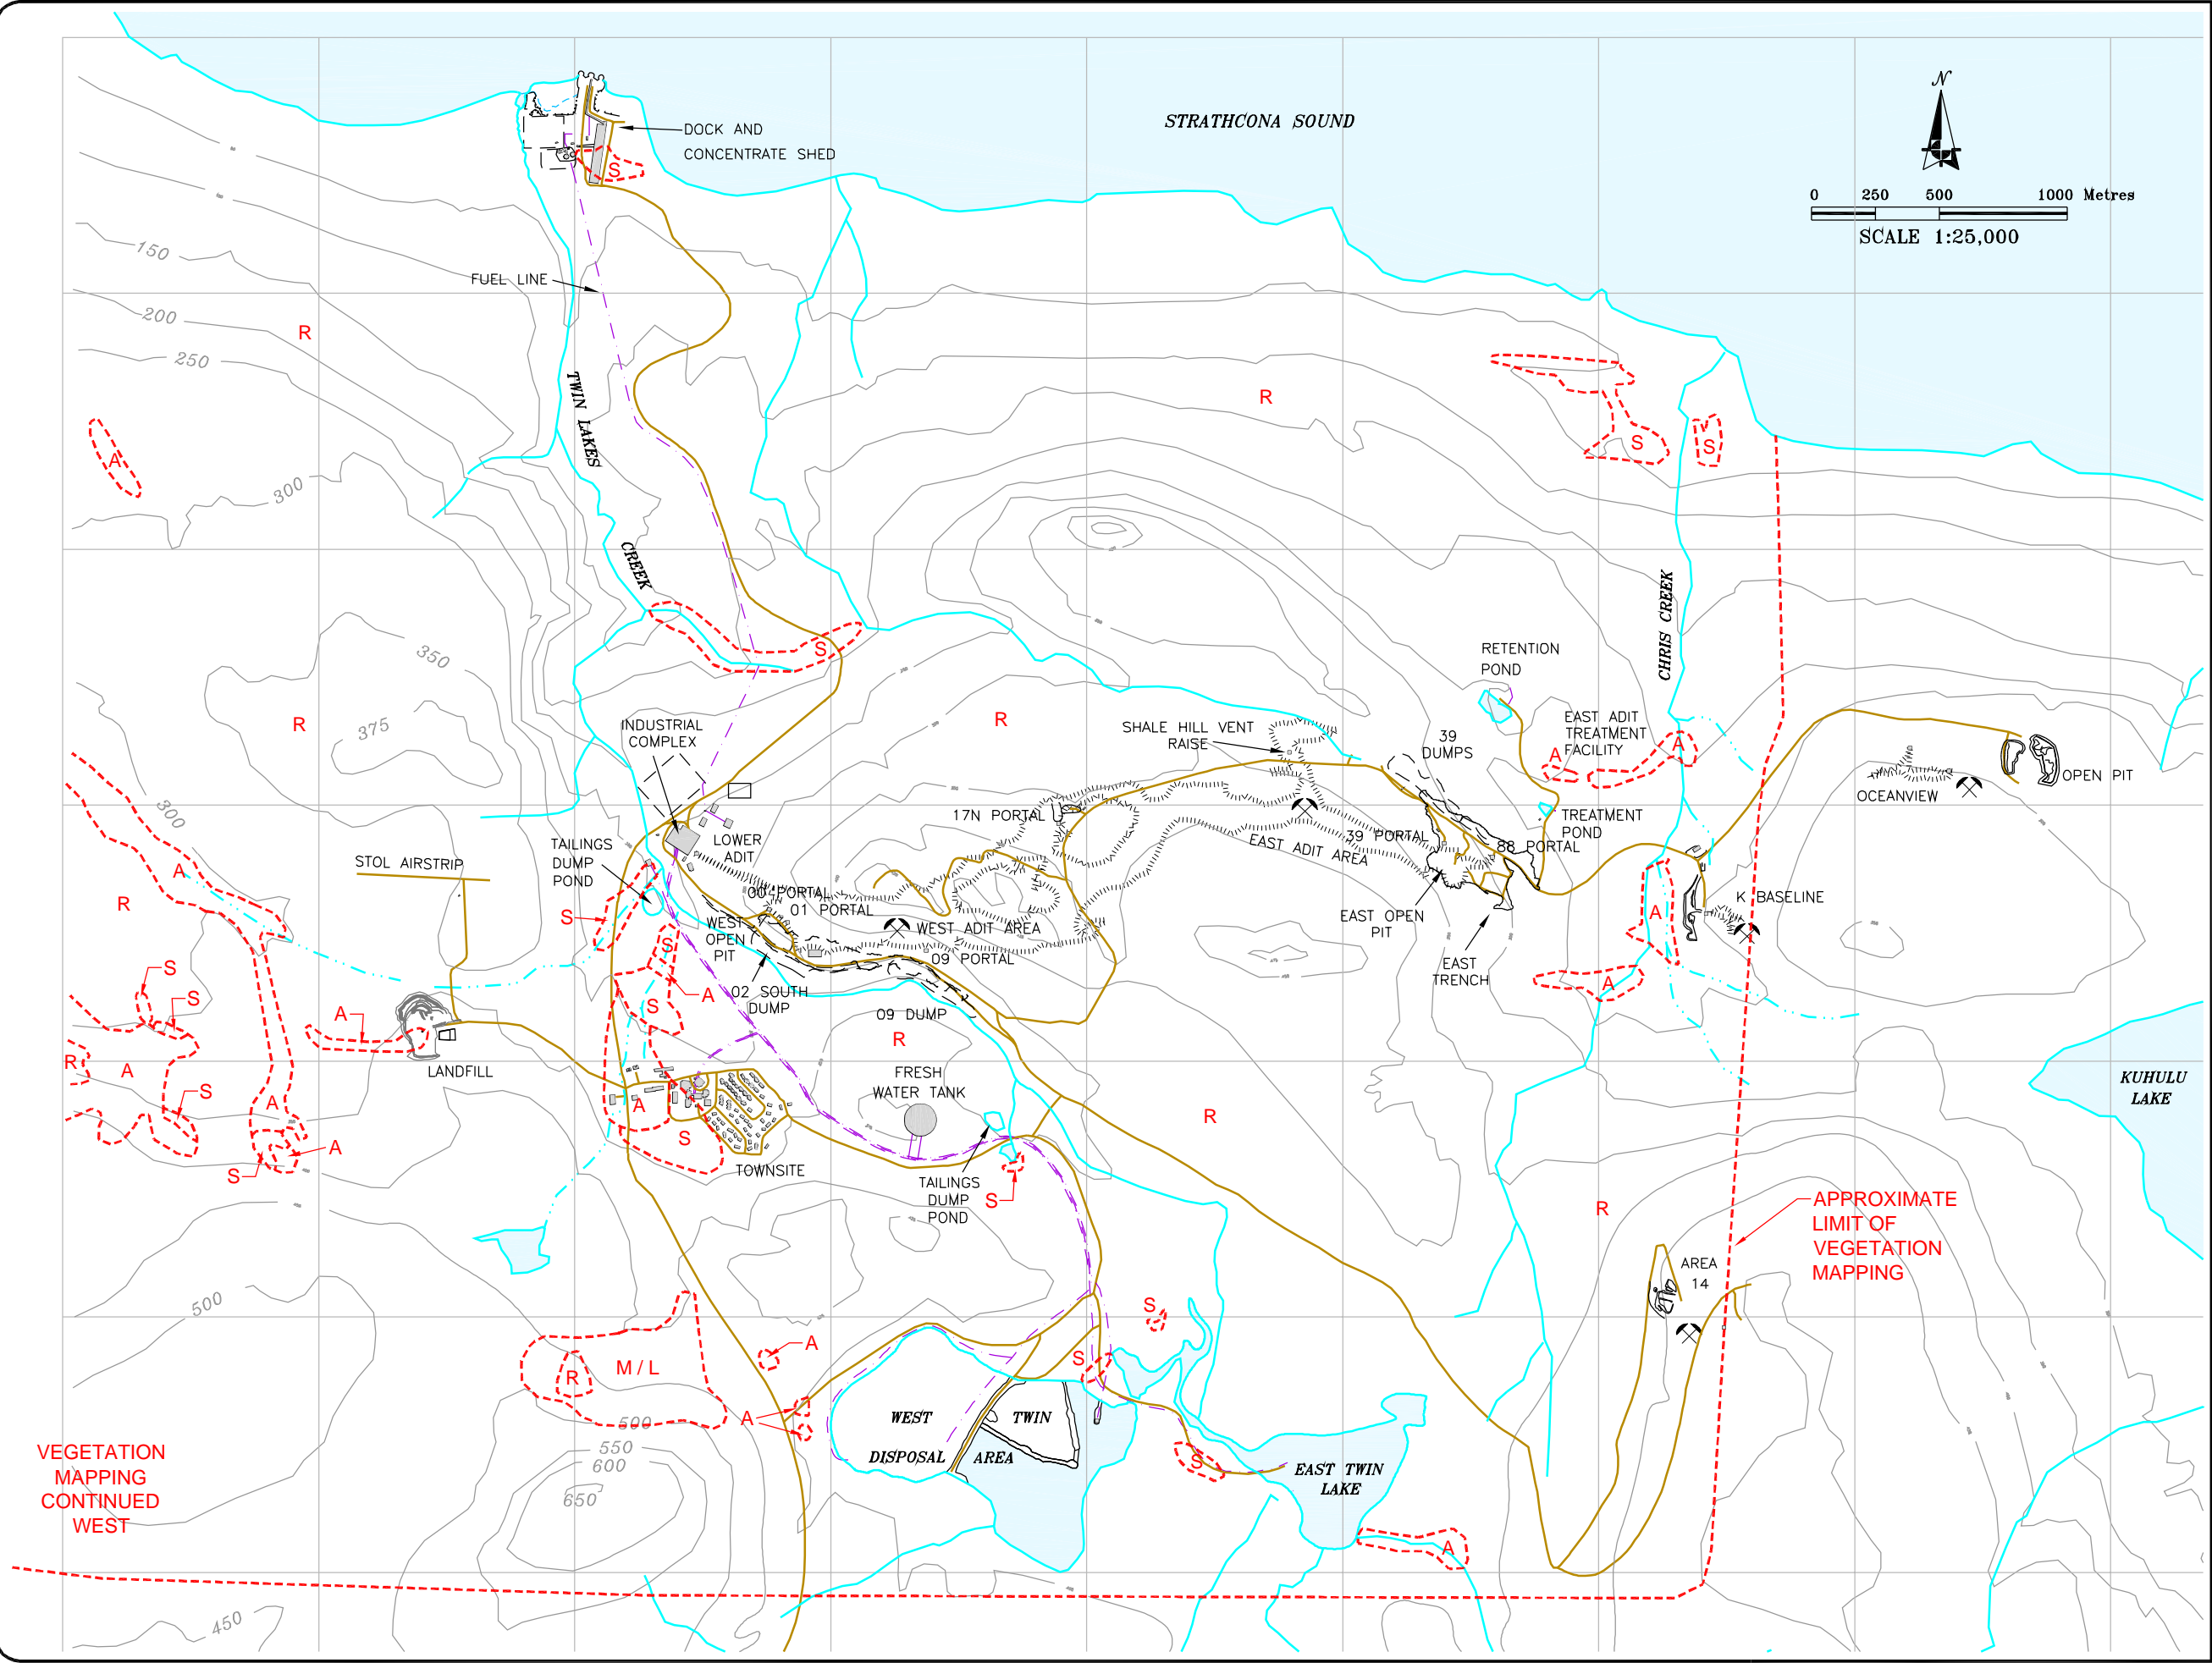 STRATHCONA SOUND
N
0 250 500 1000 Metres
SCALE 1:25,000
DOCK AND
CONCENTRATE SHED
S
150
FUEL LINE
200
R
250
TWIN LAKES
R
A
S
S
300
CREEK
CHRIS CREEK
S
350
RETENTION
POND
R
375
R
INDUSTRIAL
COMPLEX
SHALE HILL VENT
RAISE
39
DUMPS
EAST ADIT
TREATMENT
FACILITY
A
A
OPEN PIT
OCEANVIEW
300
17N PORTAL
TREATMENT
POND
39 PORTAL
88 PORTAL
EAST ADIT AREA
LOWER
ADIT
TAILINGS
DUMP
POND
STOL AIRSTRIP
A
R
00 PORTAL
01 PORTAL
K BASELINE
S
WEST
OPEN
PIT
WEST ADIT AREA
EAST OPEN
PIT
A
S
09 PORTAL
EAST
TRENCH
S
S
A
02 SOUTH
DUMP
A
S
A
09 DUMP
R
R
A
LANDFILL
FRESH
WATER TANK
KUHULU
LAKE
S
A
A
R
S
A
S
TOWNSITE
TAILINGS
DUMP
POND
S
R
APPROXIMATE
LIMIT OF
VEGETATION
MAPPING
AREA
14
500
S
A
S
R
M / L
A
500
WEST TWIN
DISPOSAL AREA
VEGETATION
MAPPING
CONTINUED
WEST
550
600
650
S
EAST TWIN
LAKE
A
450